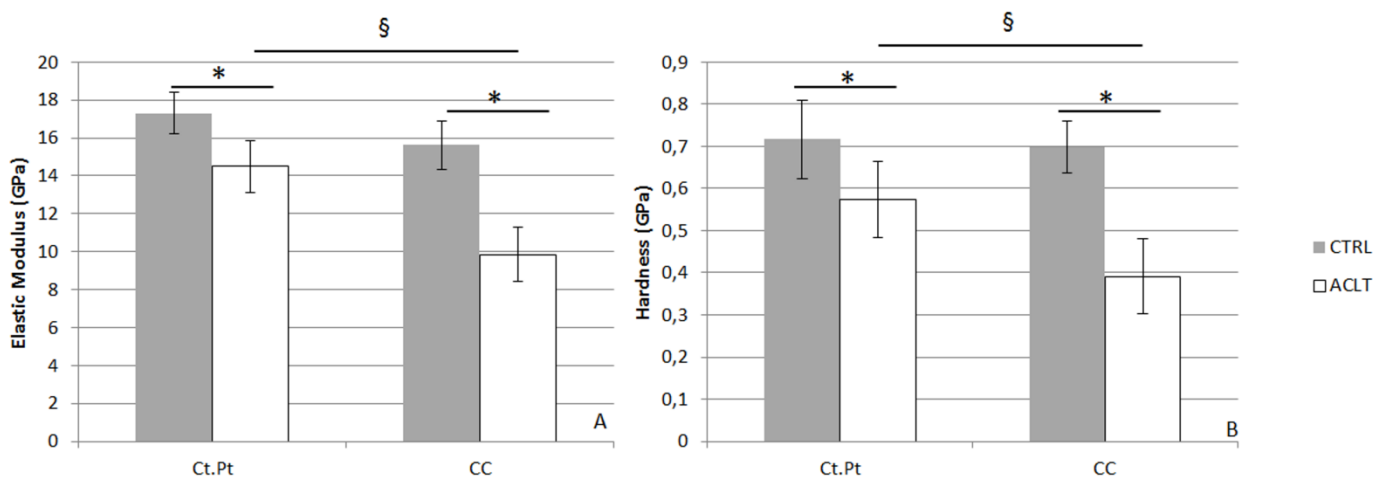 §
*
*
Elastic Modulus (GPa)
20
18
16
14
12
10
8
6
4
2
0
Ct.Pt
CC
A
§
*
*
Hardness (GPa)
0,9
0,8
0,7
0,6
0,5
0,4
0,3
0,2
0,1
0
Ct.Pt
CC
B
CTRL
ACLT